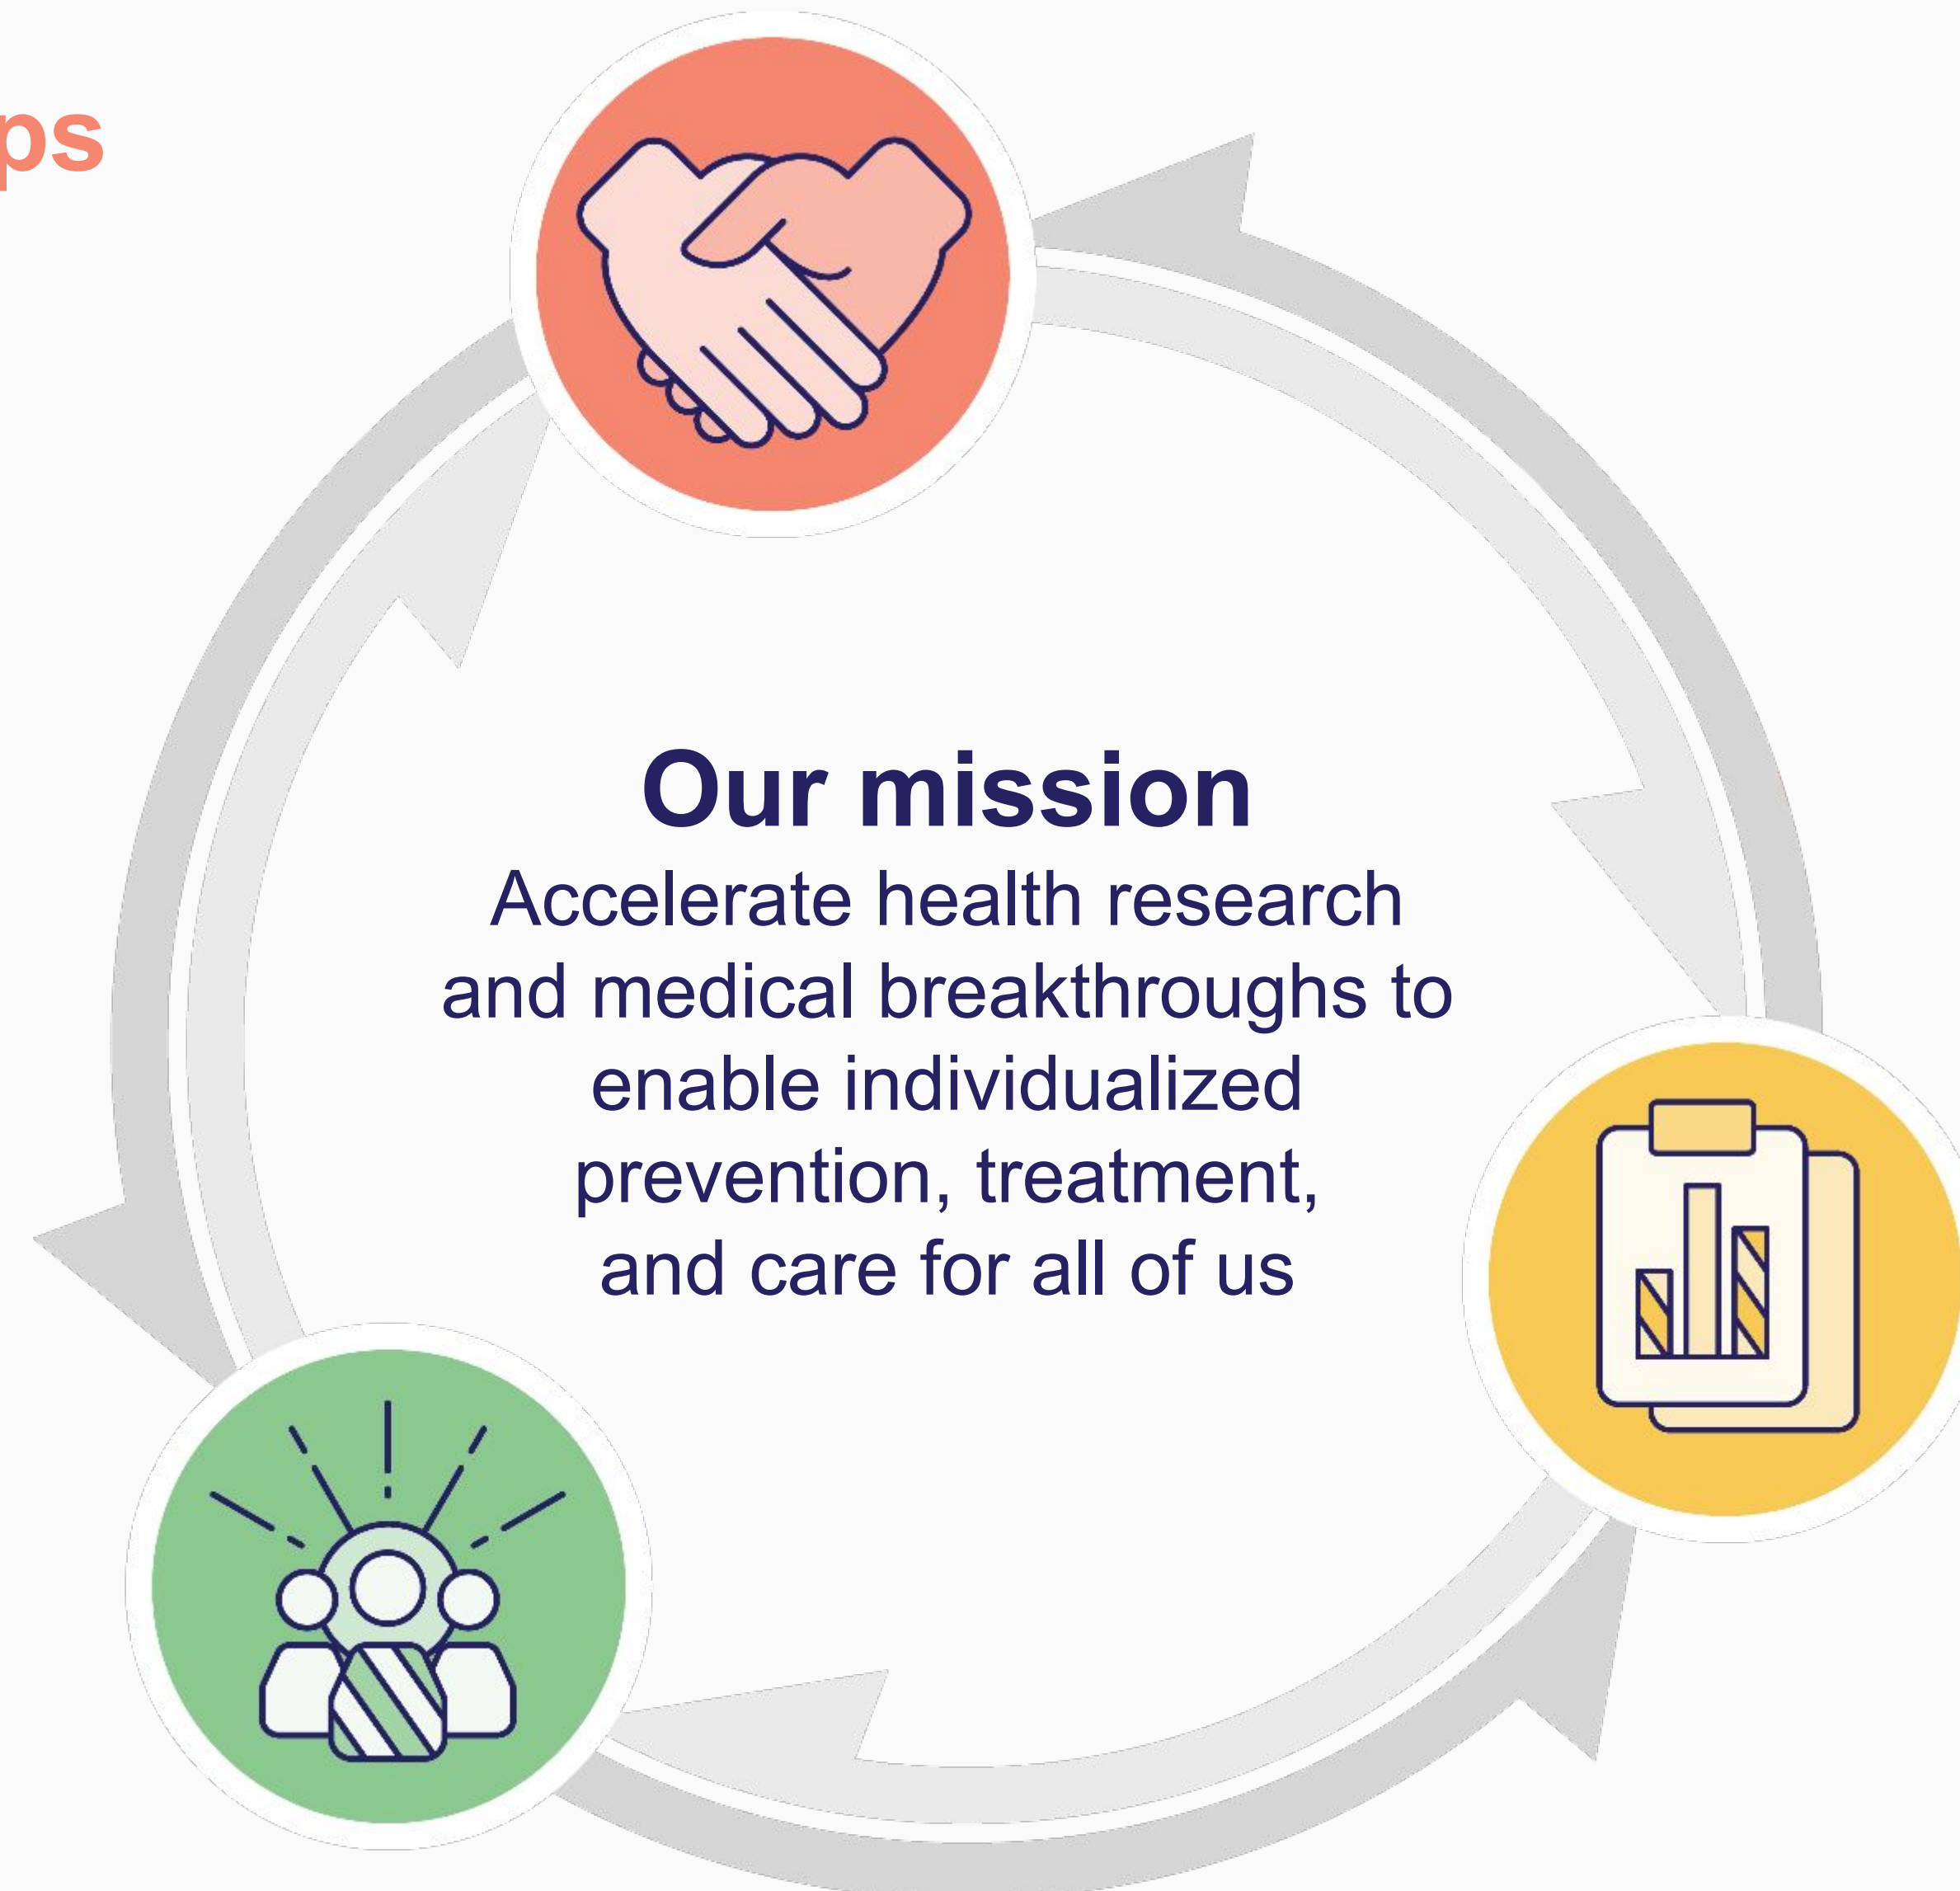 ps
Our mission
Accelerate health research
and medical breakthroughs to
enable individualized
prevention, treatment,
and care for all of us